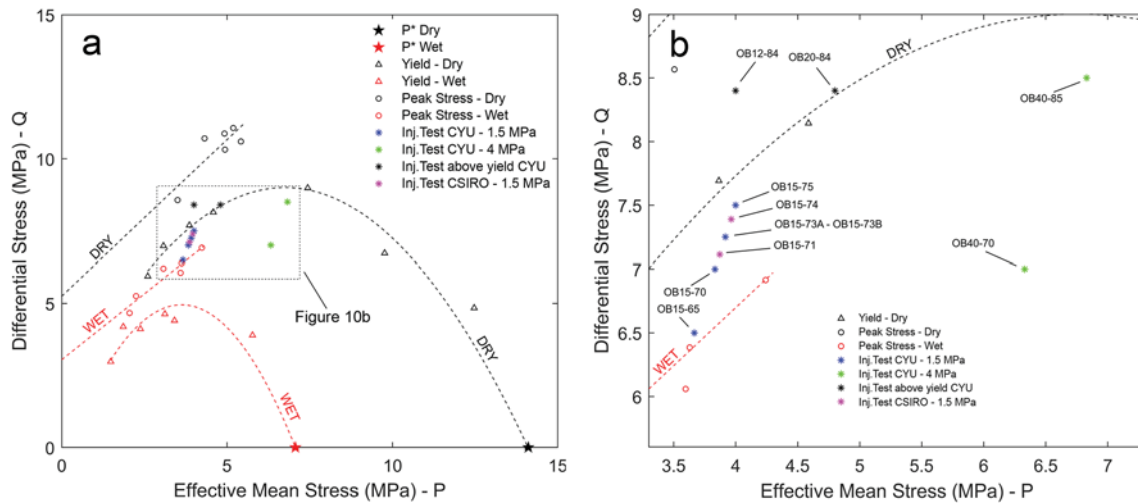 a
15
10
5
0
0
5
10
15
Differential Stress (MPa) - Q
Effective Mean Stress (MPa) - P
P* Dry
P* Wet
Yield - Dry
Yield - Wet
Peak Stress - Dry
Peak Stress - Wet
Inj.Test CYU - 1.5 MPa
Inj.Test CYU - 4 MPa
Inj.Test above yield CYU
Inj.Test CSIRO - 1.5 MPa
DRY
WET
Figure 10b
DRY
WET
b
9
8.5
8
7.5
7
6.5
6
3.5
4
4.5
5
5.5
6
6.5
7
Differential Stress (MPa) - Q
Effective Mean Stress (MPa) - P
DRY
OB12-84
OB20-84
OB40-85
OB15-75
OB15-74
OB15-73A - OB15-73B
OB15-71
OB40-70
OB15-70
OB15-65
WET
Yield - Dry
Peak Stress - Dry
Peak Stress - Wet
Inj.Test CYU - 1.5 MPa
Inj.Test CYU - 4 MPa
Inj.Test above yield CYU
Inj.Test CSIRO - 1.5 MPa